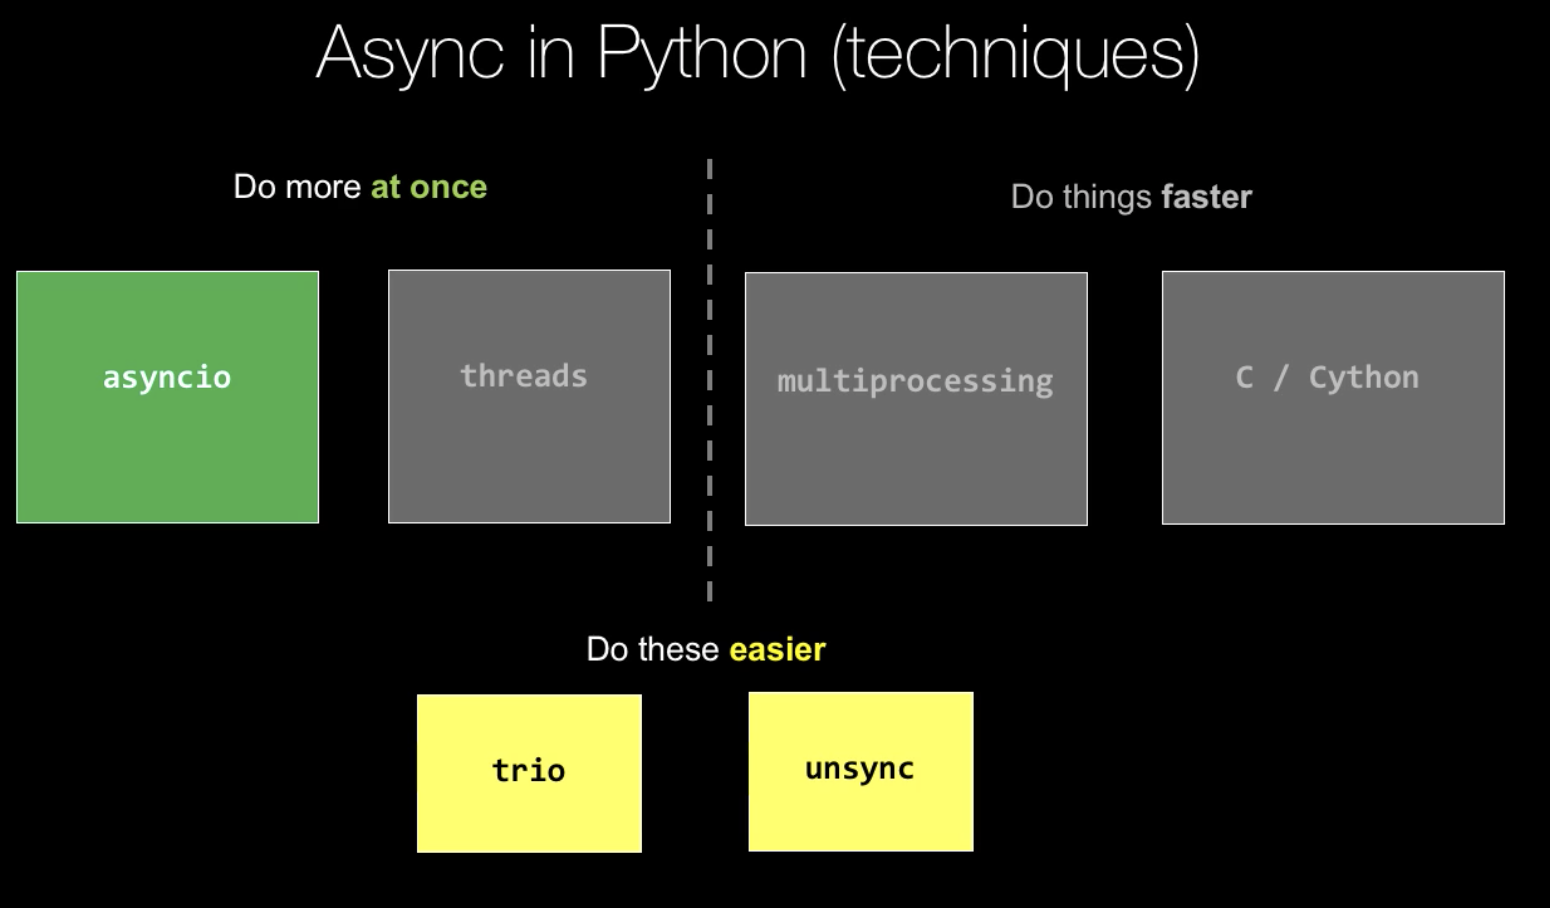 Async in Python (techniques)
Do more at once
Do things faster
asyncio
threads
multiprocessing
C / Cython
Do these easier
trio
unsync